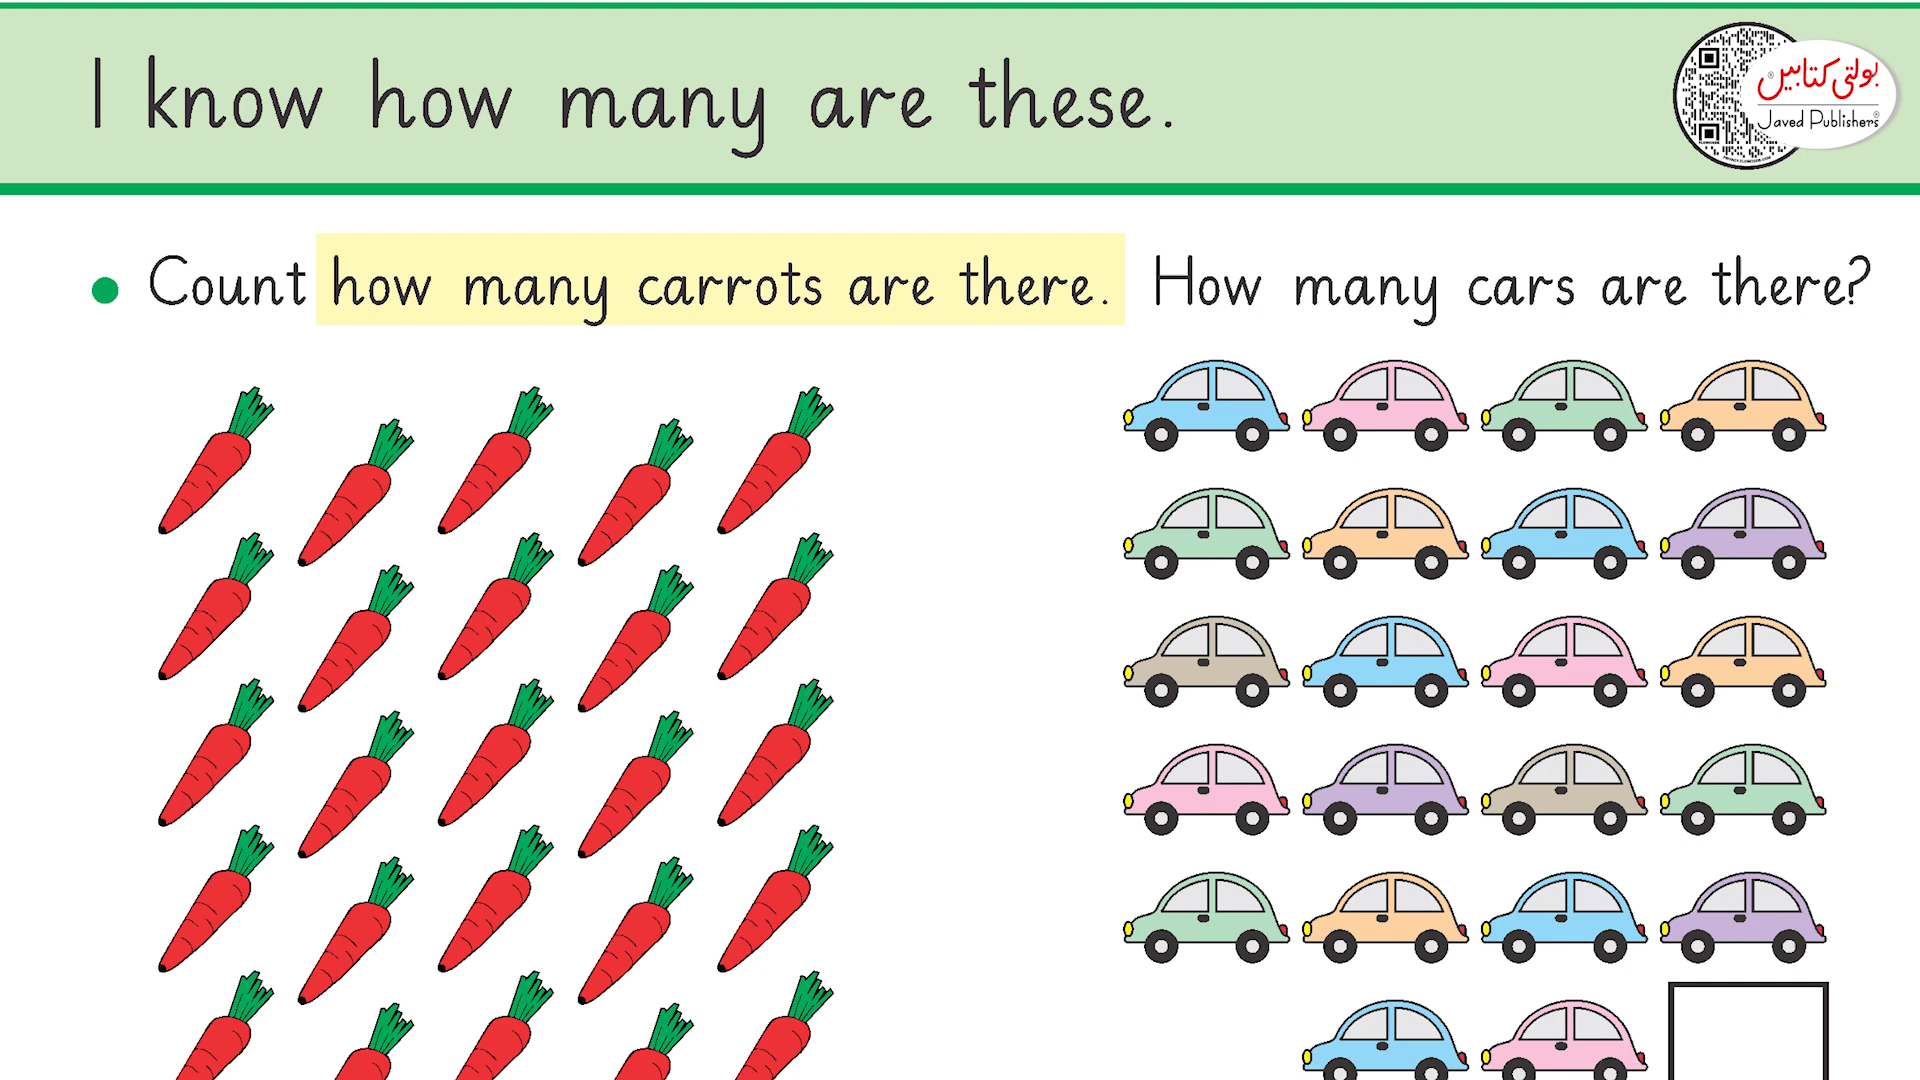 I know how many are these.
بولتی کتابیں
Javed Publishers
Count how many carrots are there. How many cars are there?